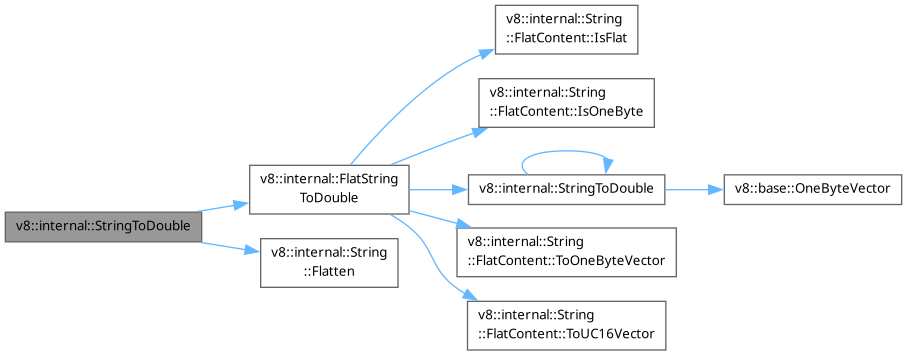 v8::internal::String
::FlatContent::IsFlat
v8::internal::String
::FlatContent::IsOneByte
v8::internal::FlatString
ToDouble
v8::internal::StringToDouble
v8::base::OneByteVector
v8::internal::StringToDouble
v8::internal::String
::FlatContent::ToOneByteVector
v8::internal::String
::Flatten
v8::internal::String
::FlatContent::ToUC16Vector